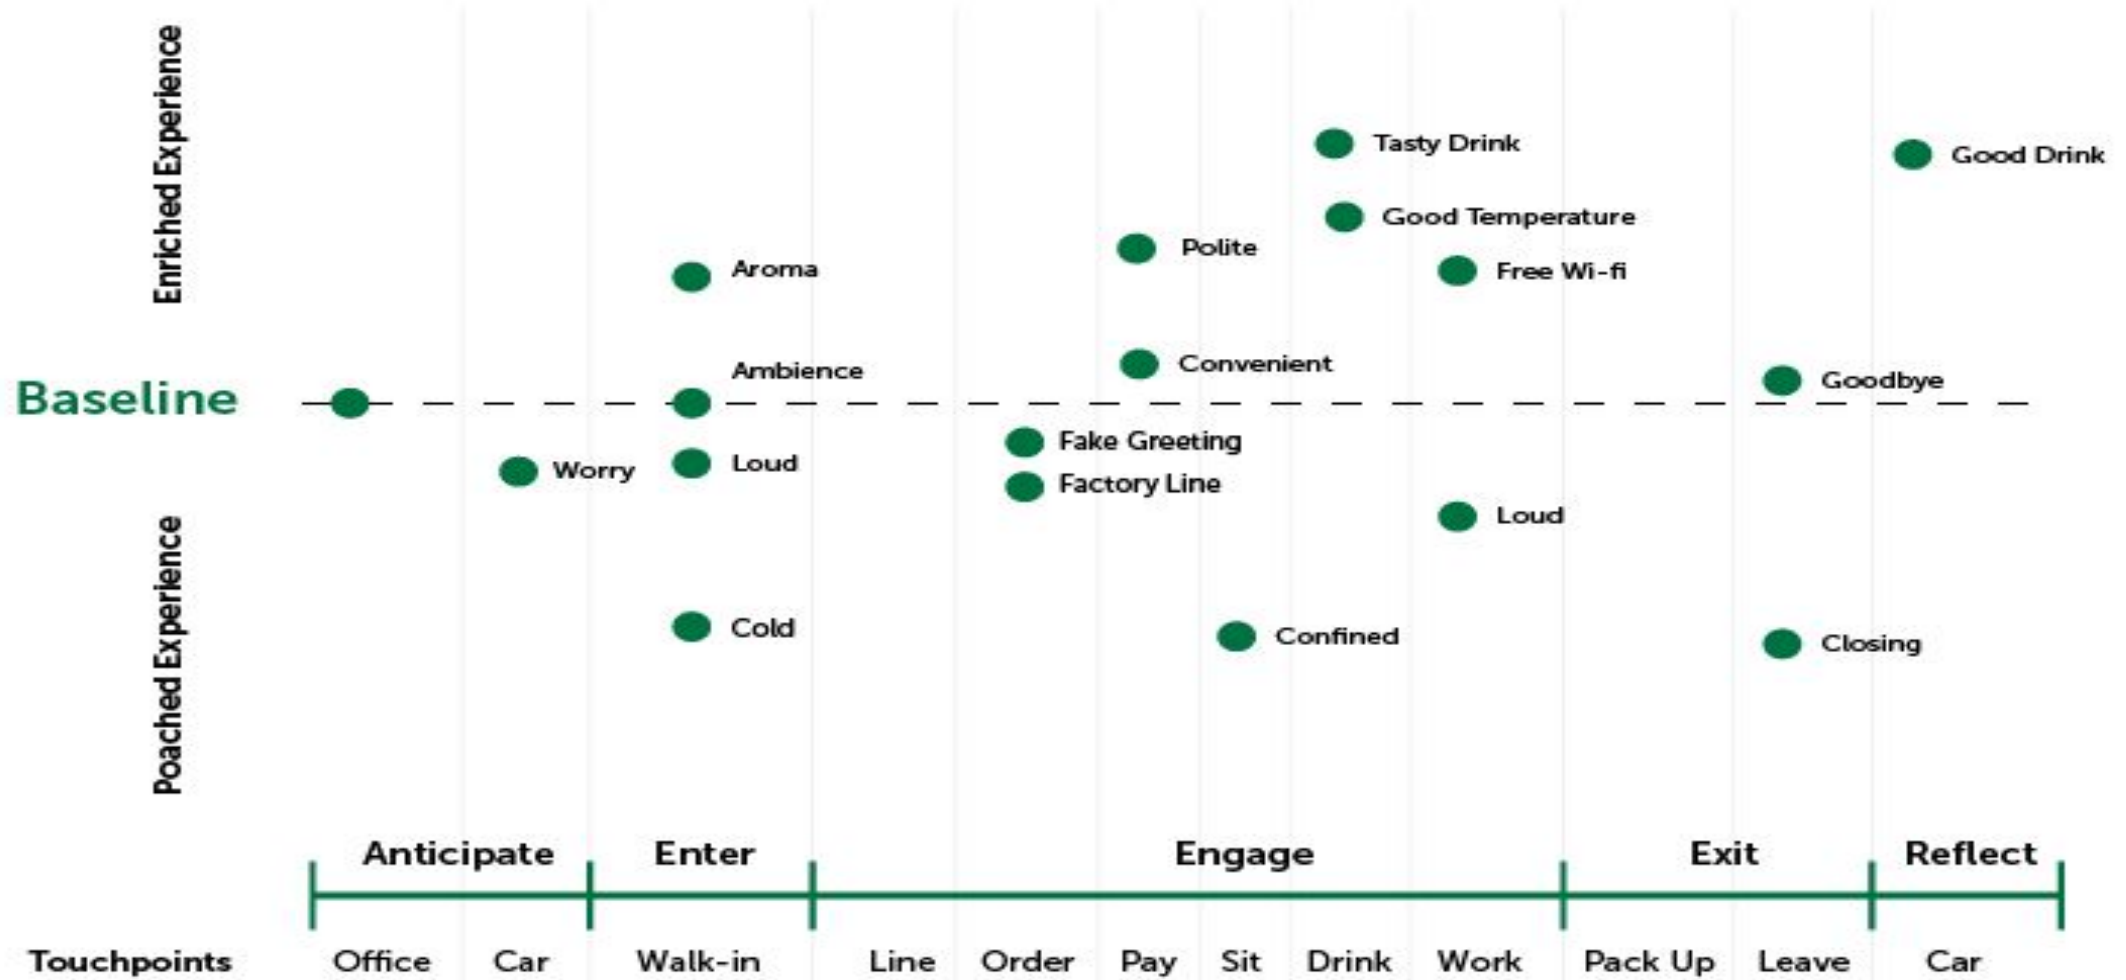 Enriched Experience
Tasty Drink
Good Drink
Good Temperature
Polite
Aroma
Free Wi-fi
Ambience
Convenient
Goodbye
Baseline
Fake Greeting
Worry
Loud
Factory Line
Loud
Poached Experience
Cold
Confined
Closing
Anticipate Enter Engage Exit Reflect
Touchpoints Office Car Walk-in Line Order Pay Sit Drink Work Pack Up Leave Car